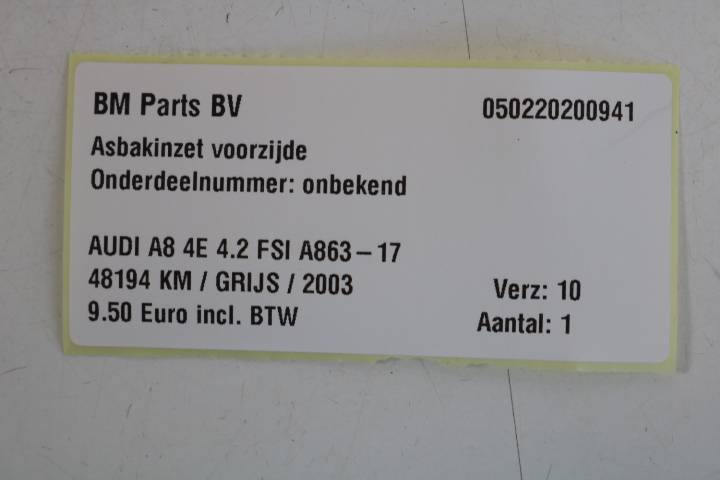 BM Parts BV 050220200941
Asbakinzet voorzijde
Onderdeelnummer: onbekend
AUDI A8 4E 4.2 FSI A863-17
48194 KM / GRIJS / 2003 Verz: 10
9.50 Euro incl. BTW Aantal: 1